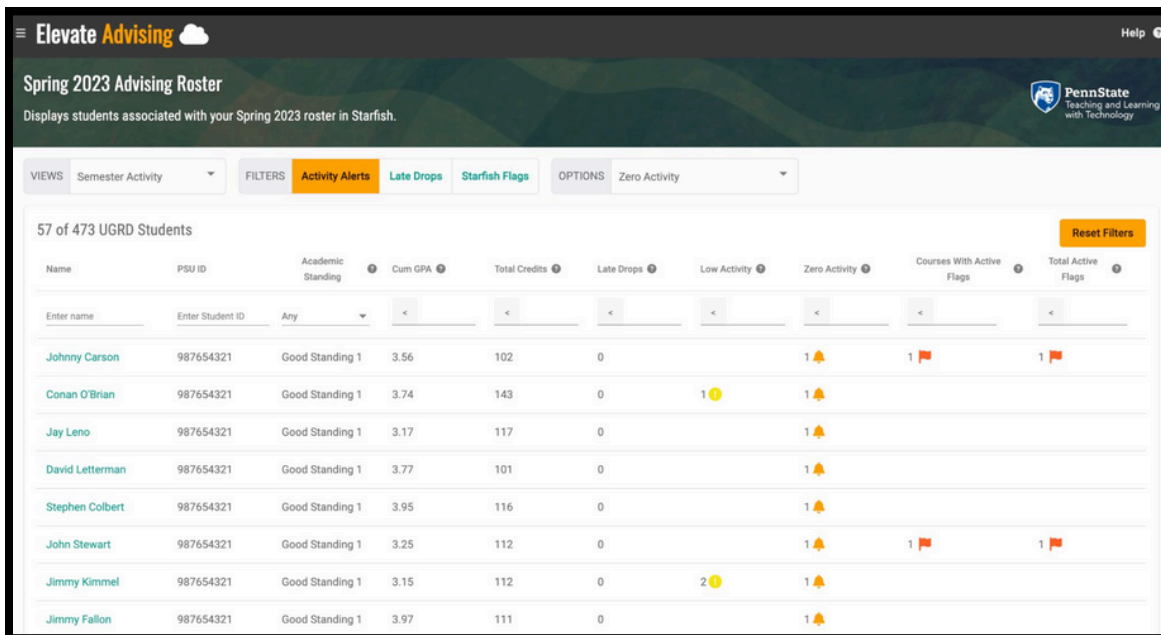 ≡ Elevate Advising Help ?
Spring 2023 Advising Roster
Displays students associated with your Spring 2023 roster in Starfish.
PennState
Teaching and Learning
with Technology
VIEWS Semester Activity FILTERS Activity Alerts Late Drops Starfish Flags OPTIONS Zero Activity
57 of 473 UGRD Students Reset Filters
Name PSU ID Academic Standing ? Cum GPA ? Total Credits ? Late Drops ? Low Activity ? Zero Activity ? Courses With Active Flags ? Total Active Flags ?
Enter name Enter Student ID Any < < < < < < <
Johnny Carson 987654321 Good Standing 1 3.56 102 0 1 1 1
Conan O'Brian 987654321 Good Standing 1 3.74 143 0 1 ! 1
Jay Leno 987654321 Good Standing 1 3.17 117 0 1
David Letterman 987654321 Good Standing 1 3.77 101 0 1
Stephen Colbert 987654321 Good Standing 1 3.95 116 0 1
John Stewart 987654321 Good Standing 1 3.25 112 0 1 1 1
Jimmy Kimmel 987654321 Good Standing 1 3.15 112 0 2 ! 1
Jimmy Fallon 987654321 Good Standing 1 3.97 111 0 1